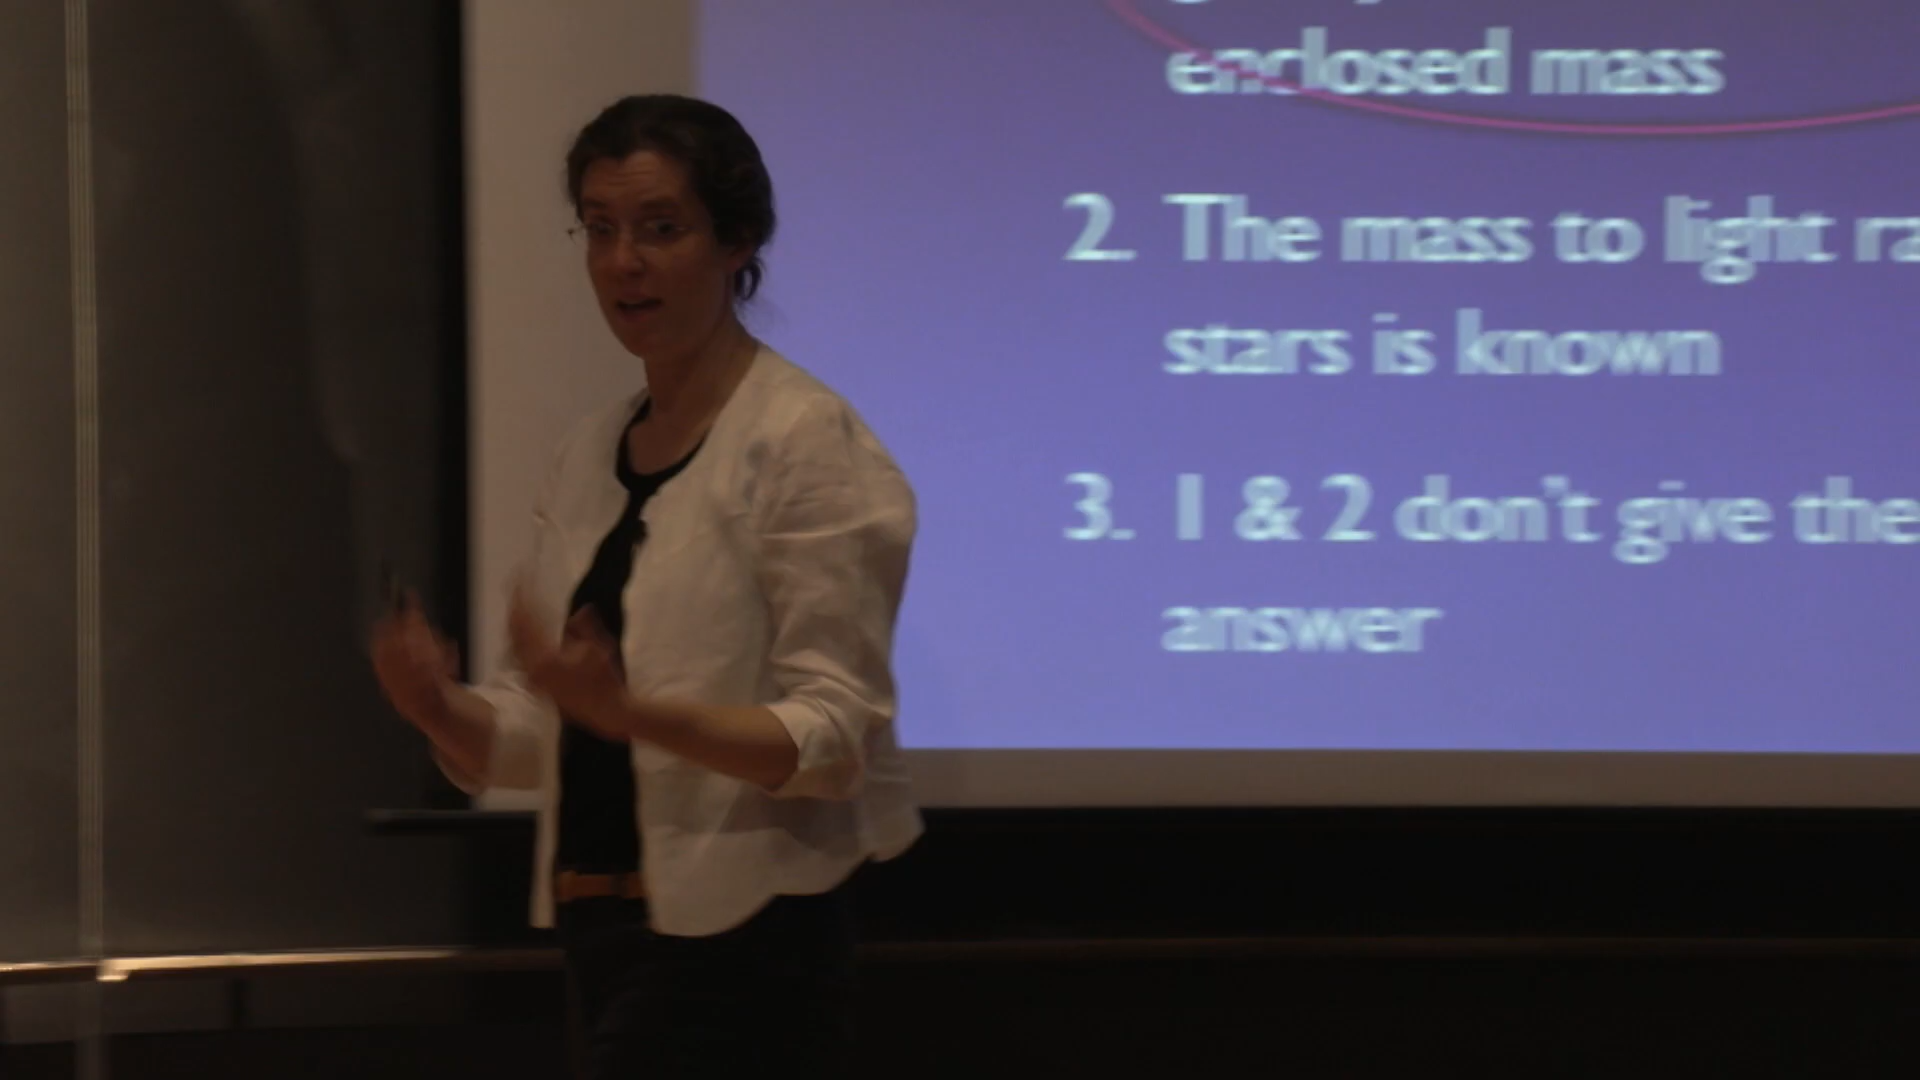 enclosed mass
2. The mass to light
stars is known
3. 1 & 2 don't give the
answer